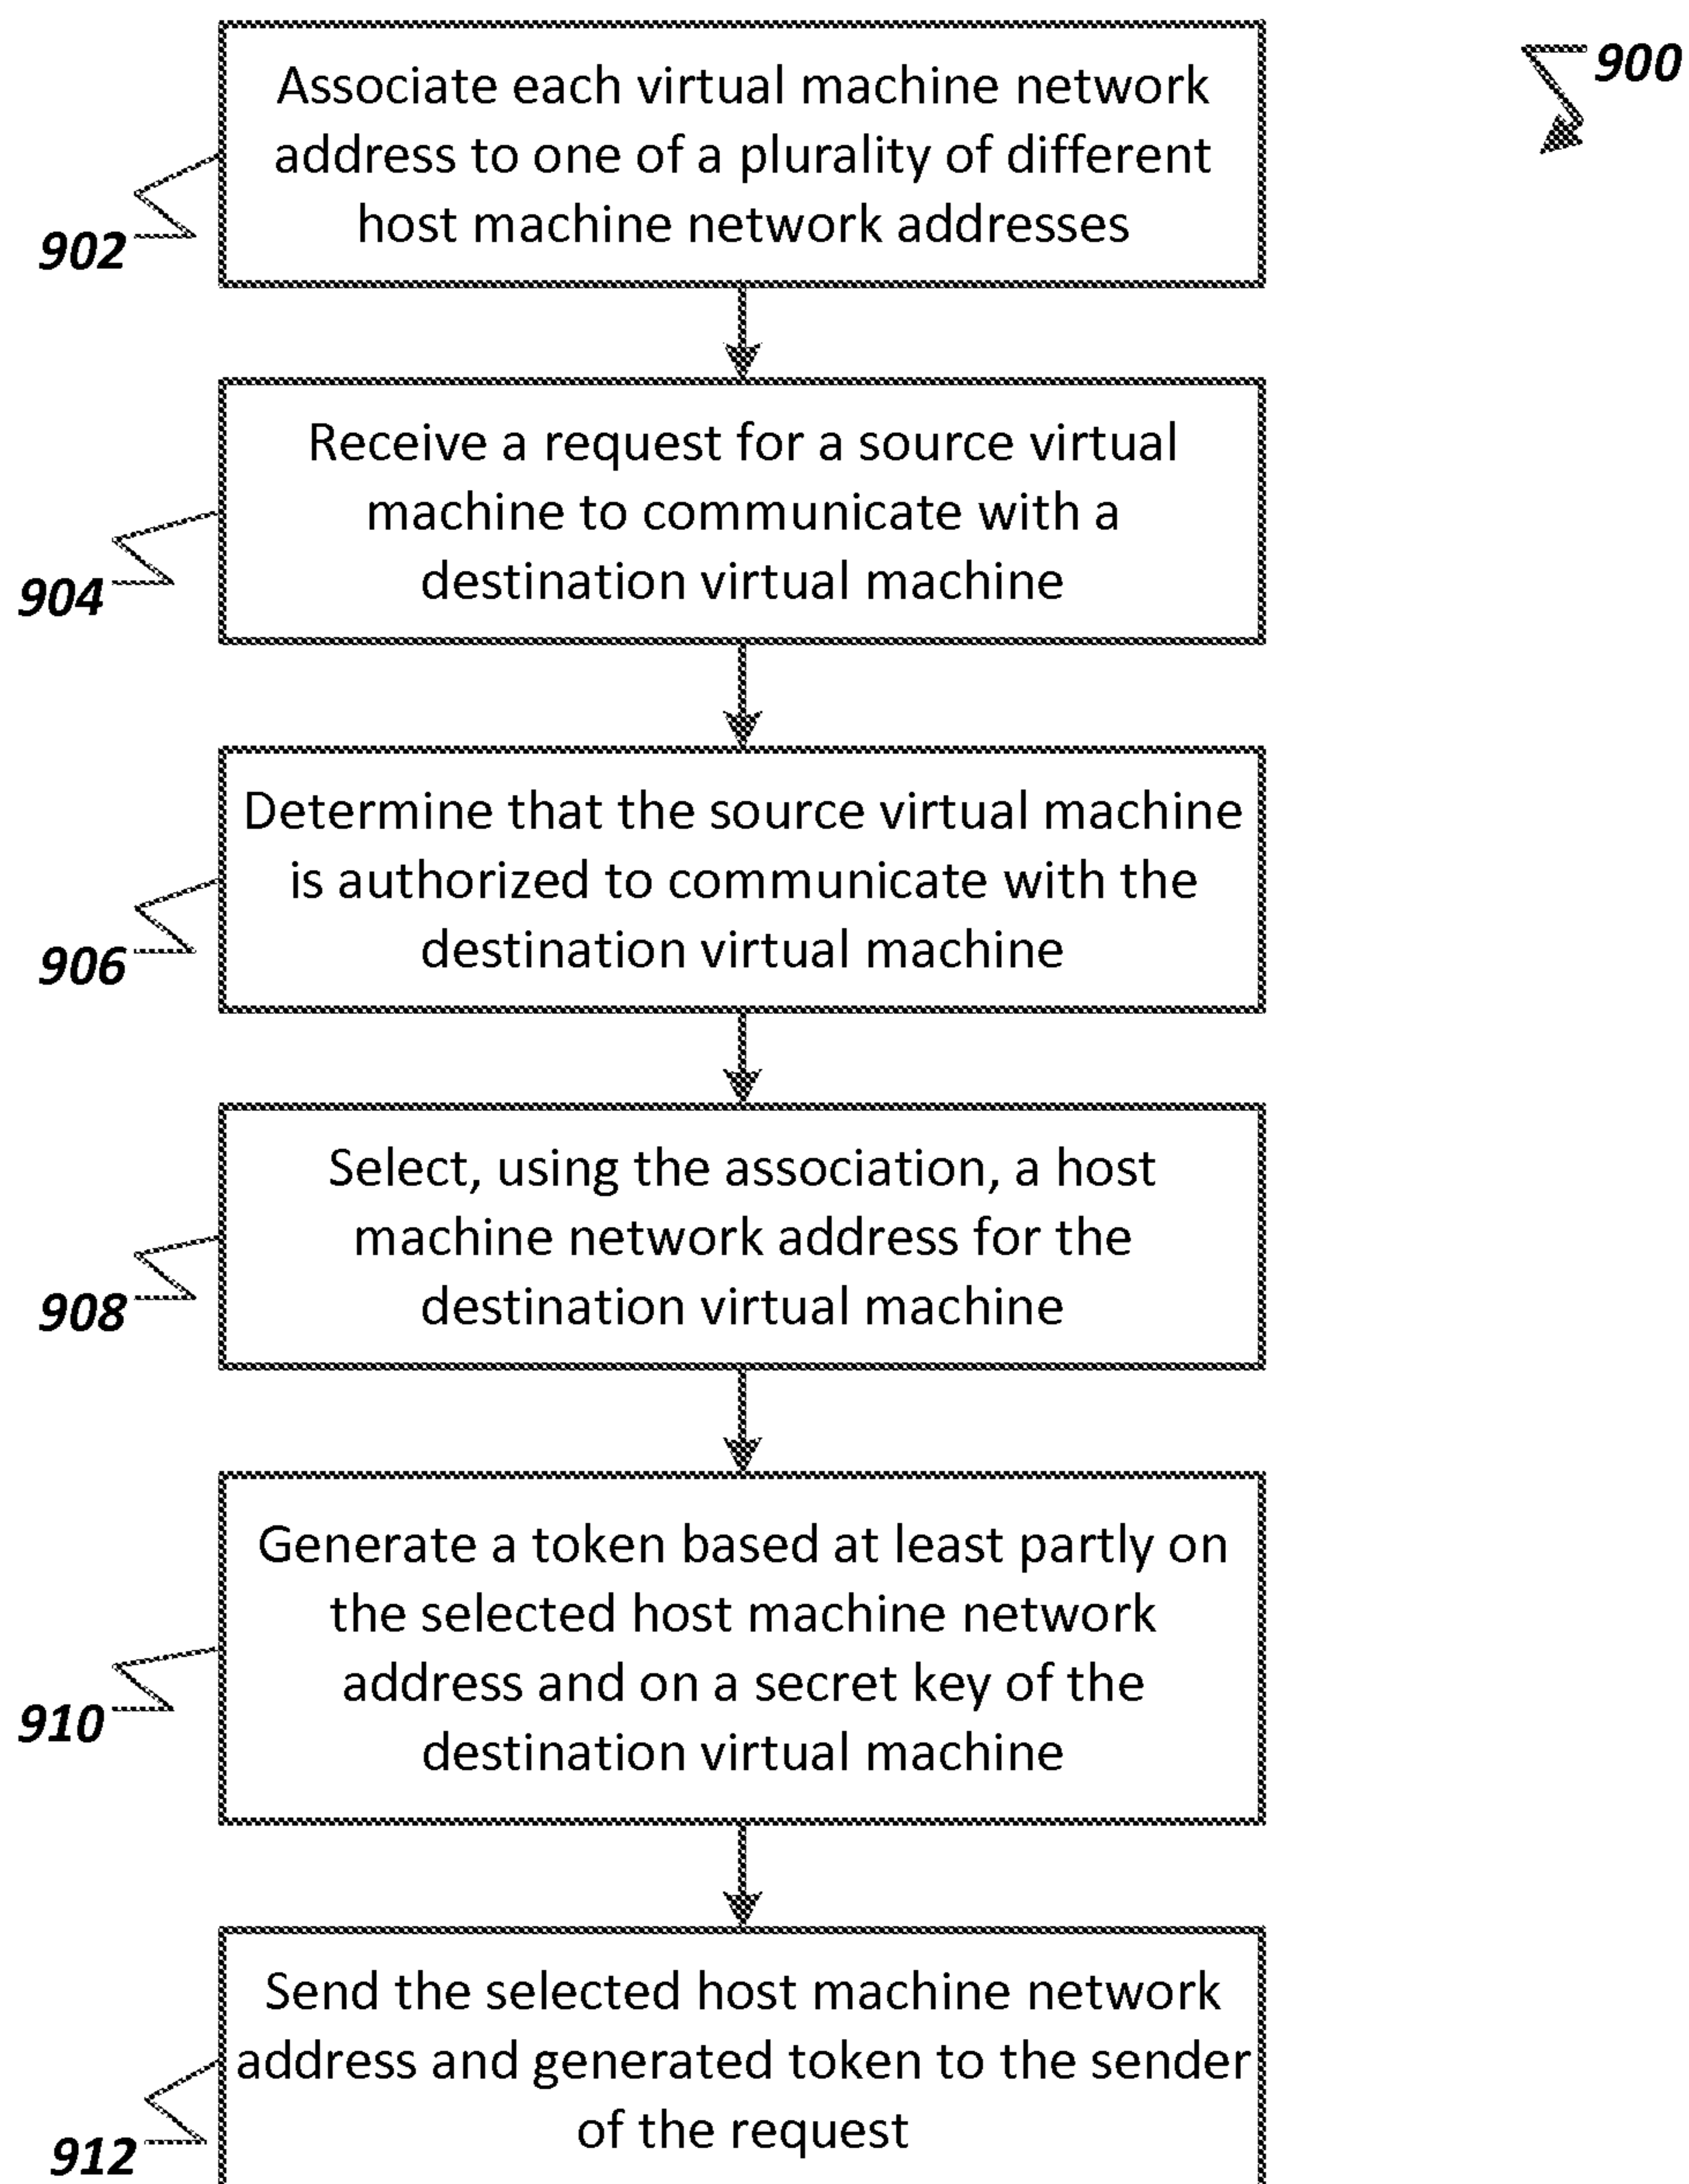 900
Associate each virtual machine network
address to one of a plurality of different
host machine network addresses
902
Receive a request for a source virtual
machine to communicate with a
destination virtual machine
904
Determine that the source virtual machine
is authorized to communicate with the
destination virtual machine
906
Select, using the association, a host
machine network address for the
destination virtual machine
908
Generate a token based at least partly on
the selected host machine network
address and on a secret key of the
destination virtual machine
910
Send the selected host machine network
address and generated token to the sender
of the request
912